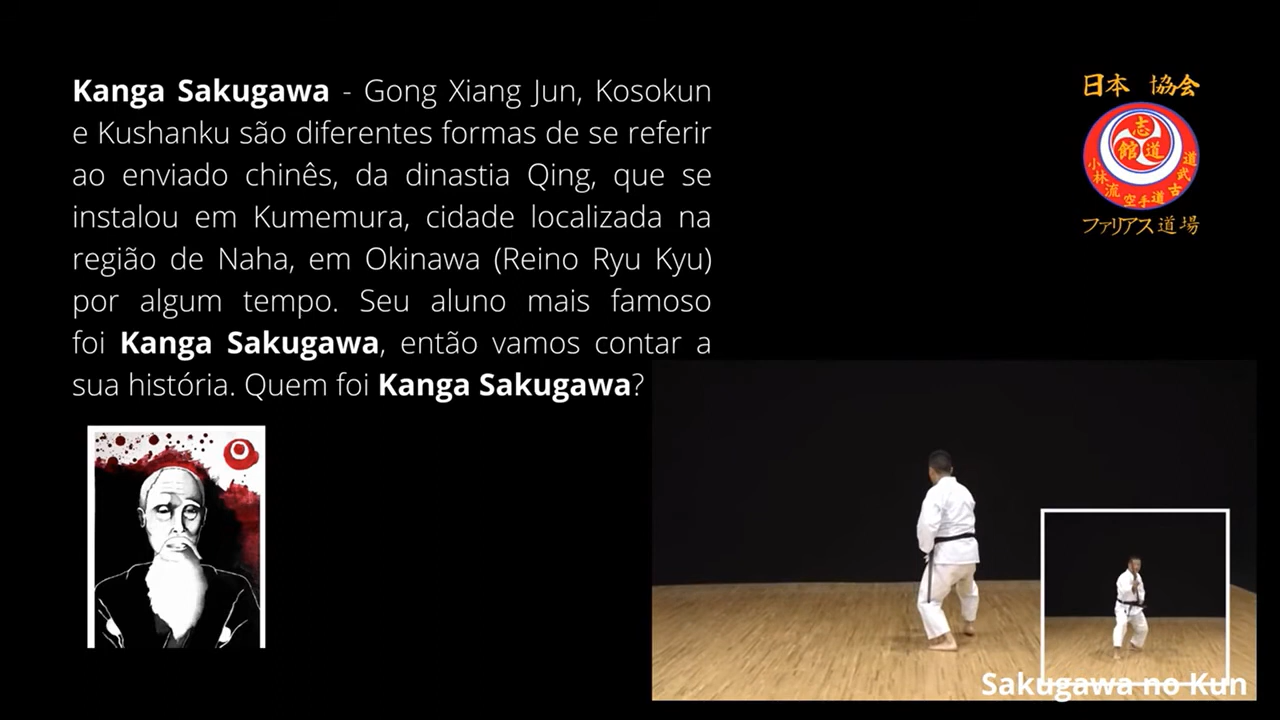 Kanga Sakugawa - Gong Xiang Jun, Kosokun
e Kushanku são diferentes formas de se referir
ao enviado chinês, da dinastia Qing, que se
instalou em Kumemura, cidade localizada na
região de Naha, em Okinawa (Reino Ryu Kyu)
por algum tempo. Seu aluno mais famoso
foi Kanga Sakugawa, então vamos contar a
sua história. Quem foi Kanga Sakugawa?
日本 協会
志
館 道
小林流空手道古武道
ファリアス道場
Sakugawa no Kun